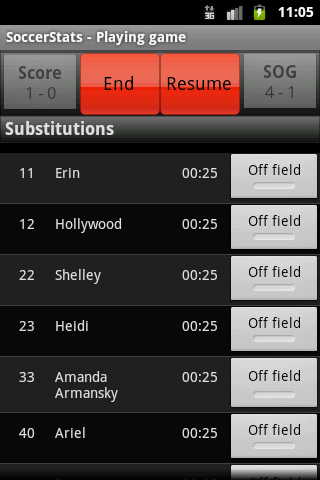 3G 11:05
SoccerStats - Playing game
Score
1 - 0
End
Resume
SOG
4 - 1
Substitutions
11 Erin 00:25 Off field
12 Hollywood 00:25 Off field
22 Shelley 00:25 Off field
23 Heidi 00:25 Off field
33 Amanda
Armansky 00:25 Off field
40 Ariel 00:25 Off field